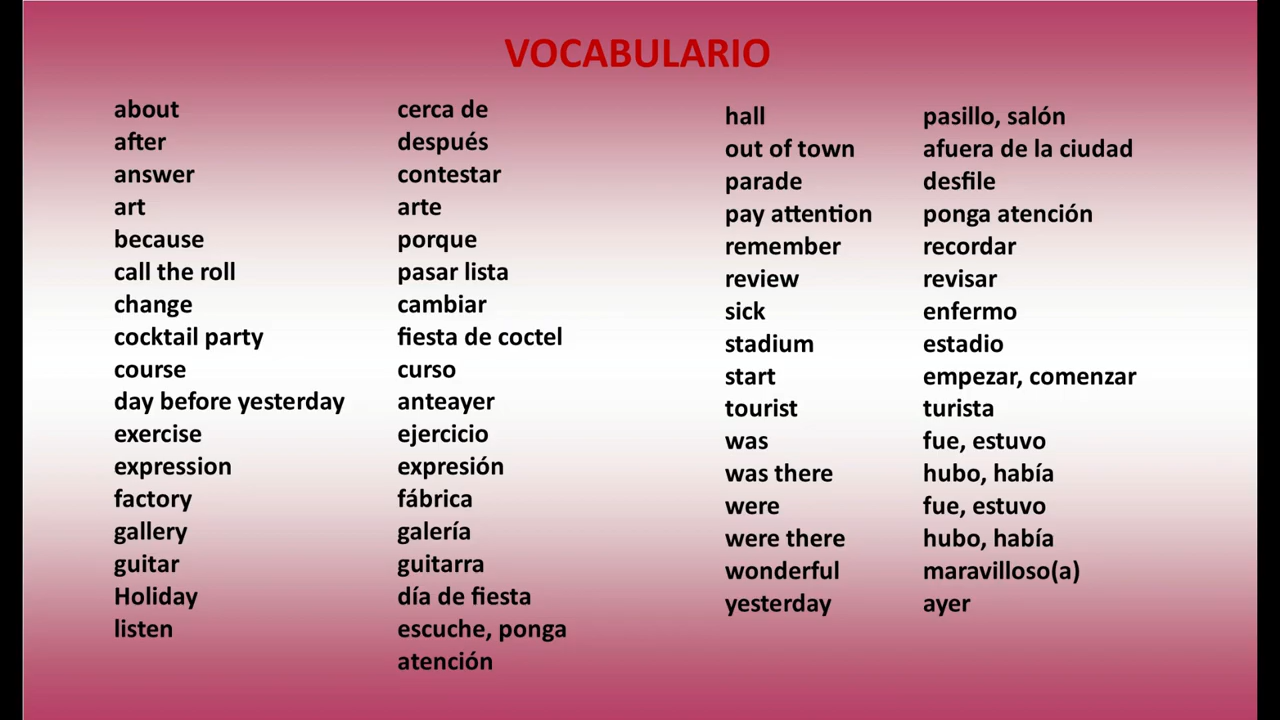 VOCABULARIO
about cerca de
after después
answer contestar
art arte
because porque
call the roll pasar lista
change cambiar
cocktail party fiesta de coctel
course curso
day before yesterday anteayer
exercise ejercicio
expression expresión
factory fábrica
gallery galería
guitar guitarra
Holiday día de fiesta
listen escuche, ponga
atención
hall pasillo, salón
out of town afuera de la ciudad
parade desfile
pay attention ponga atención
remember recordar
review revisar
sick enfermo
stadium estadio
start empezar, comenzar
tourist turista
was fue, estuvo
was there hubo, había
were fue, estuvo
were there hubo, había
wonderful maravilloso(a)
yesterday ayer